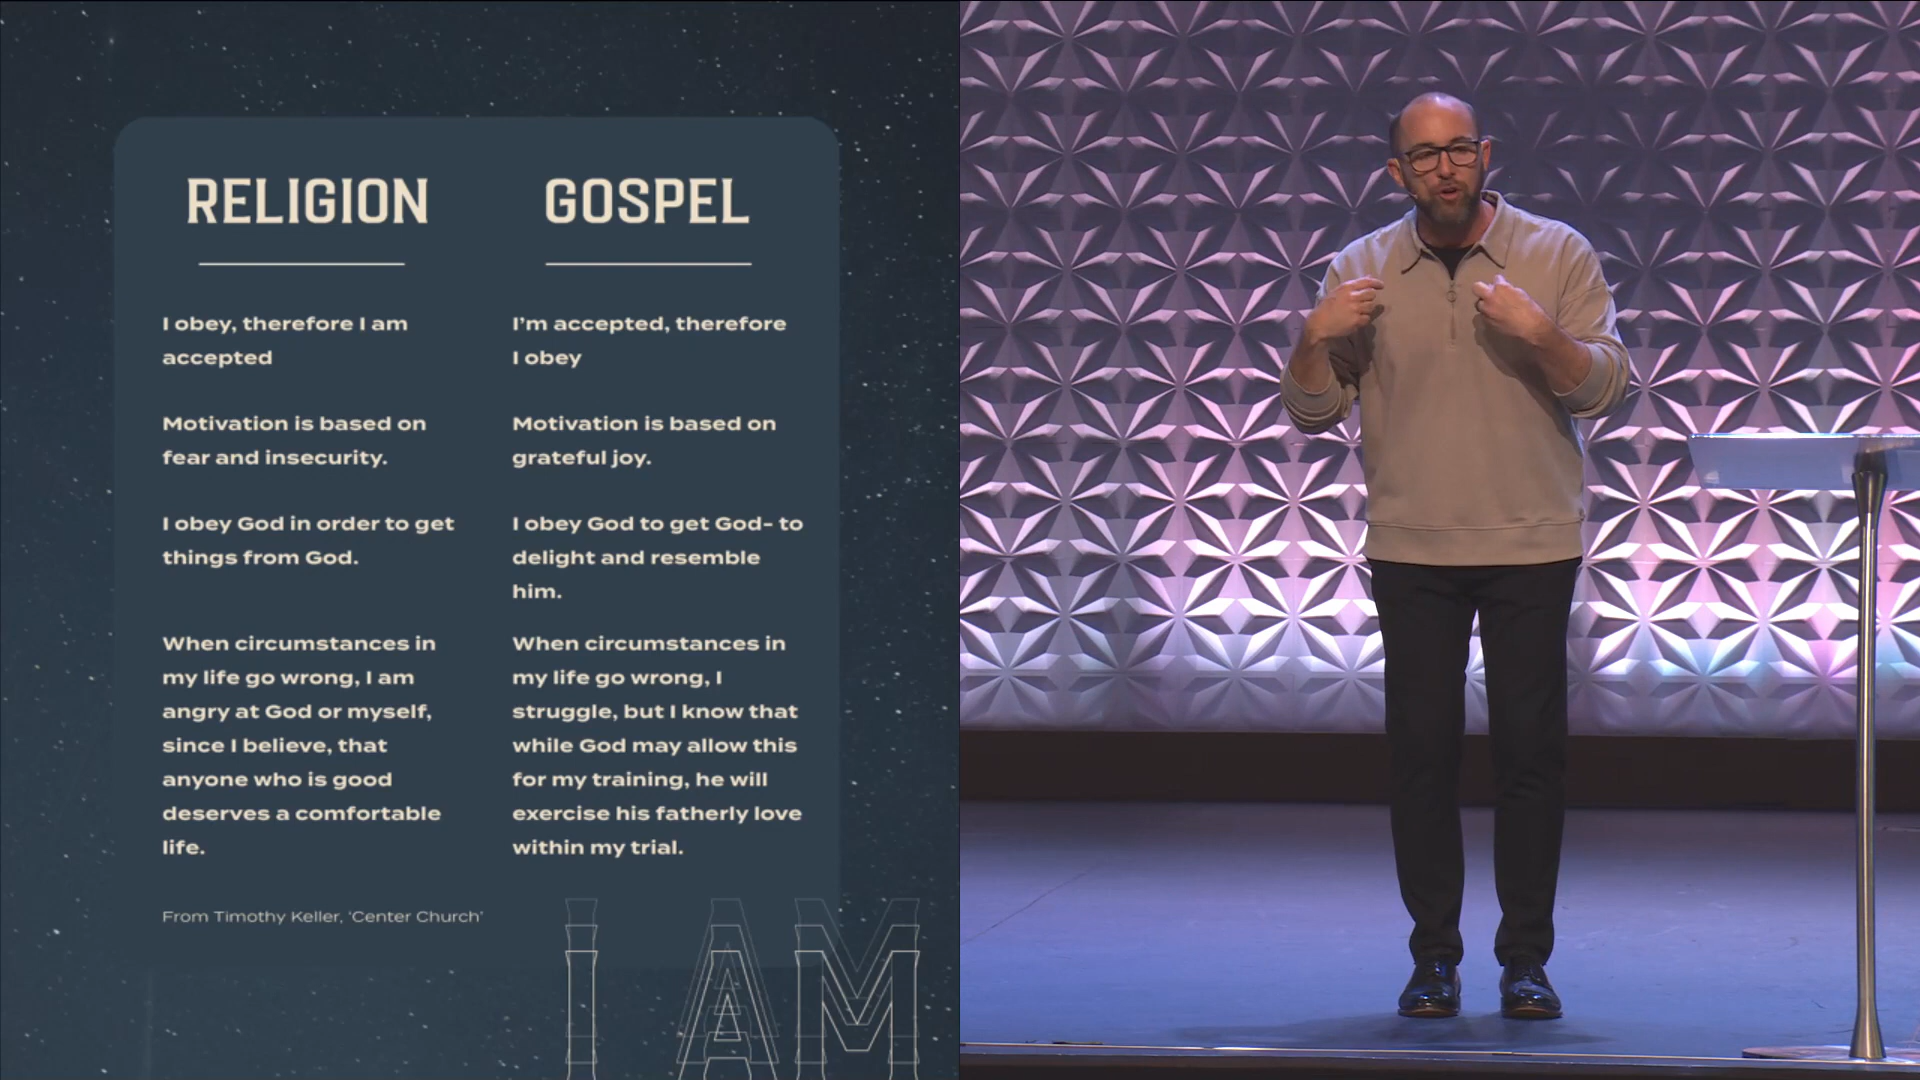 RELIGION
I obey, therefore I am
accepted
Motivation is based on
fear and insecurity.
I obey God in order to get
things from God.
When circumstances in
my life go wrong, I am
angry at God or myself,
since I believe, that
anyone who is good
deserves a comfortable
life.
GOSPEL
I'm accepted, therefore
I obey
Motivation is based on
grateful joy.
I obey God to get God- to
delight and resemble
him.
When circumstances in
my life go wrong, I
struggle, but I know that
while God may allow this
for my training, he will
exercise his fatherly love
within my trial.
From Timothy Keller, 'Center Church'
I AM